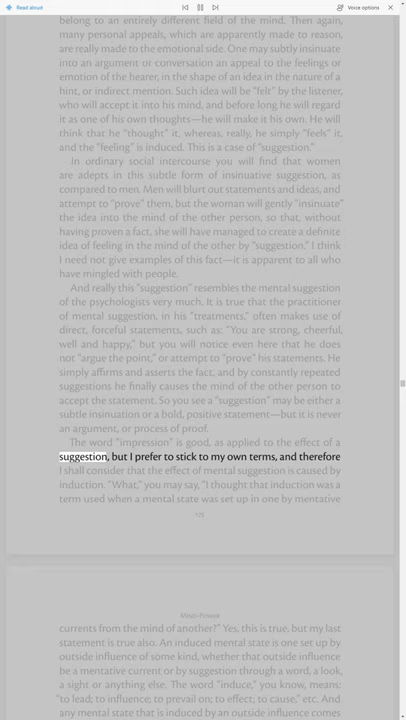 Read aloud
Voice options
belong to an entirely different field of the mind. Then again,
many personal appeals, which are apparently made to reason,
are really made to the emotional side. One may subtly insinuate
into an argument or conversation an appeal to the feelings or
emotion of the hearer, in the shape of an idea in the nature of a
hint, or indirect mention. Such idea will be “felt” by the listener,
who will accept it into his mind, and before long he will regard
it as one of his own thoughts—he will make it his own. He will
think that he “thought” it, whereas, really, he simply “feels” it,
and the “feeling” is induced. This is a case of “suggestion.”
In ordinary social intercourse you will find that women
are adepts in this subtle form of insinuative suggestion, as
compared to men. Men will blurt out statements and ideas, and
attempt to “prove” them, but the woman will gently “insinuate”
the idea into the mind of the other person, so that, without
having proven a fact, she will have managed to create a definite
idea of feeling in the mind of the other by “suggestion.” I think
I need not give examples of this fact—it is apparent to all who
have mingled with people.
And really this “suggestion” resembles the mental suggestion
of the psychologists very much. It is true that the practitioner
of mental suggestion, in his “treatments,” often makes use of
direct, forceful statements, such as: “You are strong, cheerful,
well and happy,” but you will notice even here that he does
not “argue the point,” or attempt to “prove” his statements. He
simply affirms and asserts the fact, and by constantly repeated
suggestions he finally causes the mind of the other person to
accept the statement. So you see a “suggestion” may be either a
subtle insinuation or a bold, positive statement—but it is never
an argument, or process of proof.
The word “impression” is good, as applied to the effect of a
suggestion, but I prefer to stick to my own terms, and therefore
I shall consider that the effect of mental suggestion is caused by
induction. “What,” you may say, “I thought that induction was a
term used when a mental state was set up in one by mentative
175
Mind-Power
currents from the mind of another?” Yes, this is true, but my last
statement is true also. An induced mental state is one set up by
outside influence of some kind, whether that outside influence
be a mentative current or by suggestion through a word, a look,
a sight or anything else. The word “induce,” you know, means:
“to lead; to influence; to prevail on; to effect; to cause,” etc. And
any mental state that is induced by an outside influence comes